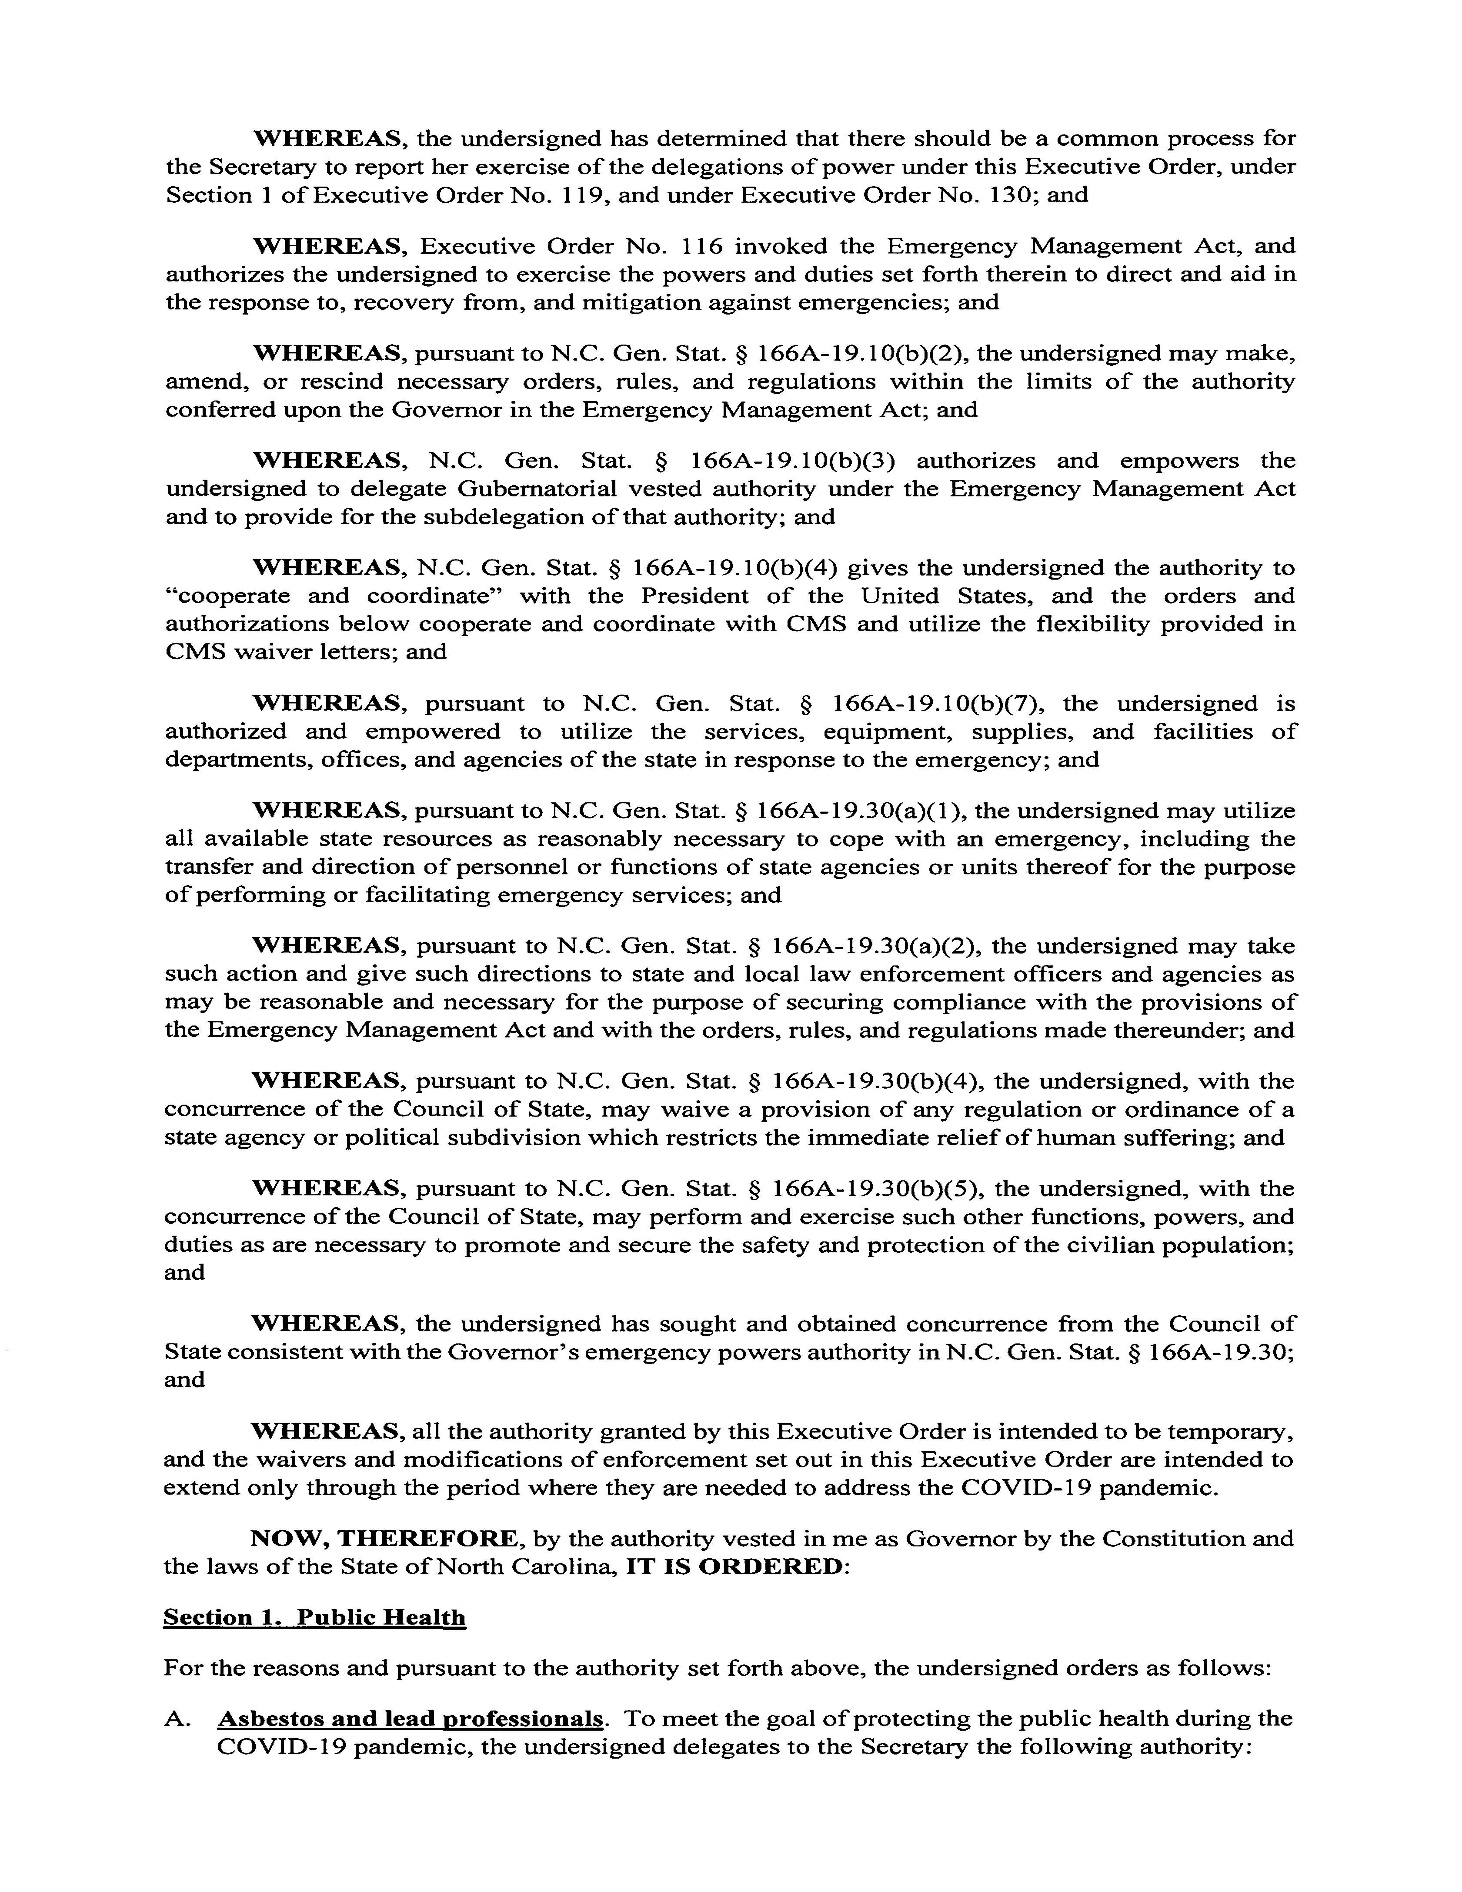 WHEREAS, the undersigned has determined that there should be a common process for
the Secretary to report her exercise of the delegations of power under this Executive Order, under
Section 1 of Executive Order No. 119, and under Executive Order No. 130; and
WHEREAS, Executive Order No. 116 invoked the Emergency Management Act, and
authorizes the undersigned to exercise the powers and duties set forth therein to direct and aid in
the response to, recovery from, and mitigation against emergencies; and
WHEREAS, pursuant to N.C. Gen. Stat. § 166A-19.10(b)(2), the undersigned may make,
amend, or rescind necessary orders, rules, and regulations within the limits of the authority
conferred upon the Governor in the Emergency Management Act; and
WHEREAS, N.C. Gen. Stat. § 166A-19.10(b)(3) authorizes and empowers the
undersigned to delegate Gubernatorial vested authority under the Emergency Management Act
and to provide for the subdelegation of that authority; and
WHEREAS, N.C. Gen. Stat. § 166A-19.10(b)(4) gives the undersigned the authority to
“cooperate and coordinate” with the President of the United States, and the orders and
authorizations below cooperate and coordinate with CMS and utilize the flexibility provided in
CMS waiver letters; and
WHEREAS, pursuant to N.C. Gen. Stat. § 166A-19.10(b)(7), the undersigned is
authorized and empowered to utilize the services, equipment, supplies, and facilities of
departments, offices, and agencies of the state in response to the emergency; and
WHEREAS, pursuant to N.C. Gen. Stat. § 166A-19.30(a)(1), the undersigned may utilize
all available state resources as reasonably necessary to cope with an emergency, including the
transfer and direction of personnel or functions of state agencies or units thereof for the purpose
of performing or facilitating emergency services; and
WHEREAS, pursuant to N.C. Gen. Stat. § 166A-19.30(a)(2), the undersigned may take
such action and give such directions to state and local law enforcement officers and agencies as
may be reasonable and necessary for the purpose of securing compliance with the provisions of
the Emergency Management Act and with the orders, rules, and regulations made thereunder; and
WHEREAS, pursuant to N.C. Gen. Stat. § 166A-19.30(b)(4), the undersigned, with the
concurrence of the Council of State, may waive a provision of any regulation or ordinance of a
state agency or political subdivision which restricts the immediate relief of human suffering; and
WHEREAS, pursuant to N.C. Gen. Stat. § 166A-19.30(b)(5), the undersigned, with the
concurrence of the Council of State, may perform and exercise such other functions, powers, and
duties as are necessary to promote and secure the safety and protection of the civilian population;
and
WHEREAS, the undersigned has sought and obtained concurrence from the Council of
State consistent with the Governor’s emergency powers authority in N.C. Gen. Stat. § 166A-19.30;
and
WHEREAS, all the authority granted by this Executive Order is intended to be temporary,
and the waivers and modifications of enforcement set out in this Executive Order are intended to
extend only through the period where they are needed to address the COVID-19 pandemic.
NOW, THEREFORE, by the authority vested in me as Governor by the Constitution and
the laws of the State of North Carolina, IT IS ORDERED:
Section 1. Public Health
For the reasons and pursuant to the authority set forth above, the undersigned orders as follows:
A. Asbestos and lead professionals. To meet the goal of protecting the public health during the
COVID-19 pandemic, the undersigned delegates to the Secretary the following authority: